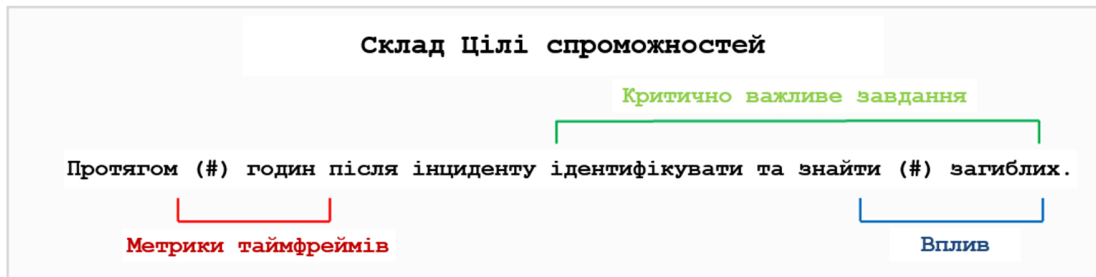 Склад Цілі спроможностей
Критично важливе завдання
Протягом (#) годин після інциденту ідентифікувати та знайти (#) загиблих.
Метрики таймфреймів
Вплив